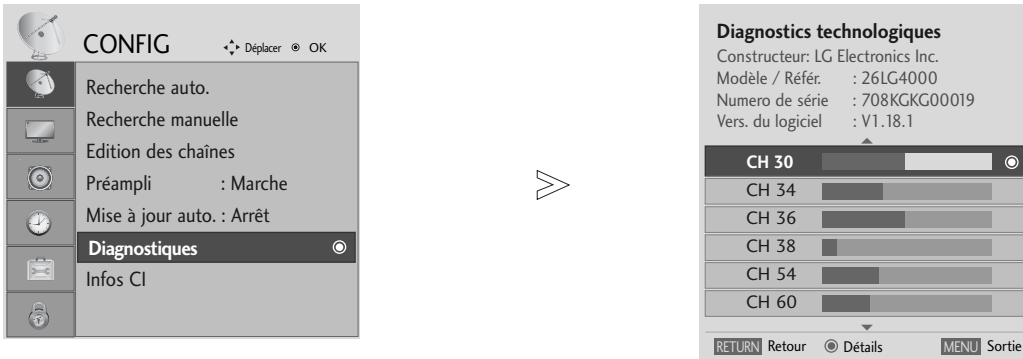 CONFIG
Déplacer OK
Recherche auto.
Recherche manuelle
Edition des chaînes
Préampli : Marche
Mise à jour auto. : Arrêt
Diagnostiques
Infos CI
Diagnostics technologiques
Constructeur: LG Electronics Inc.
Modèle / Référ. : 26LG4000
Numero de série : 708KGKG00019
Vers. du logiciel : V1.18.1
CH 30
CH 34
CH 36
CH 38
CH 54
CH 60
RETURN Retour Détails MENU Sortie